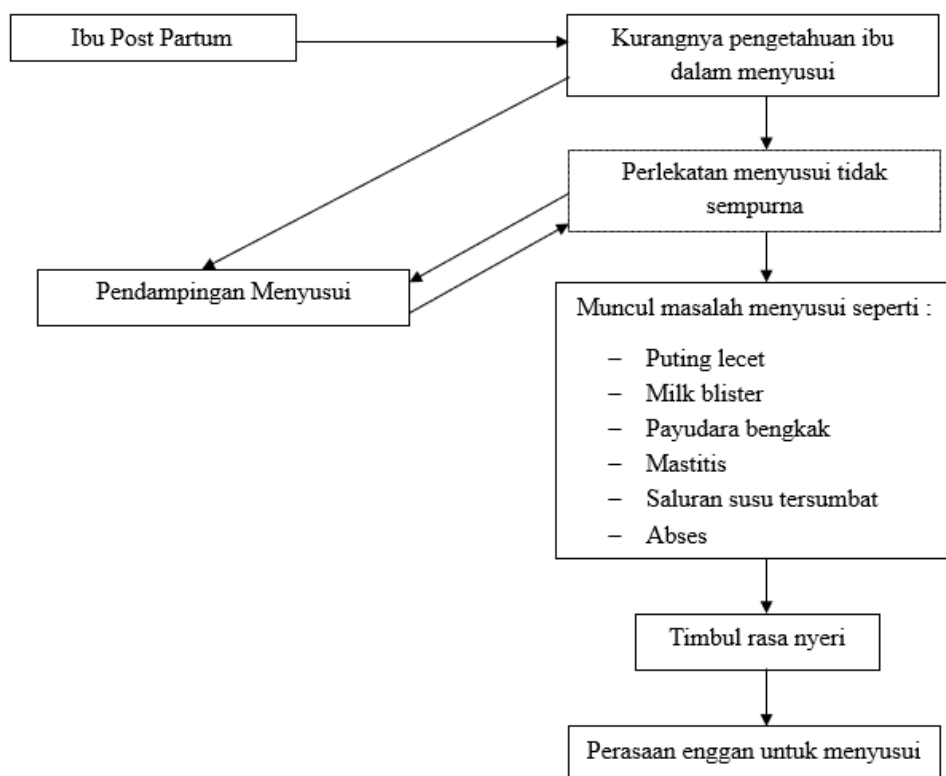 Ibu Post Partum
Kurangnya pengetahuan ibu
dalam menyusui
Perlekatan menyusui tidak
sempurna
Pendampingan Menyusui
Muncul masalah menyusui seperti :
– Puting lecet
– Milk blister
– Payudara bengkak
– Mastitis
– Saluran susu tersumbat
– Abses
Timbul rasa nyeri
Perasaan enggan untuk menyusui